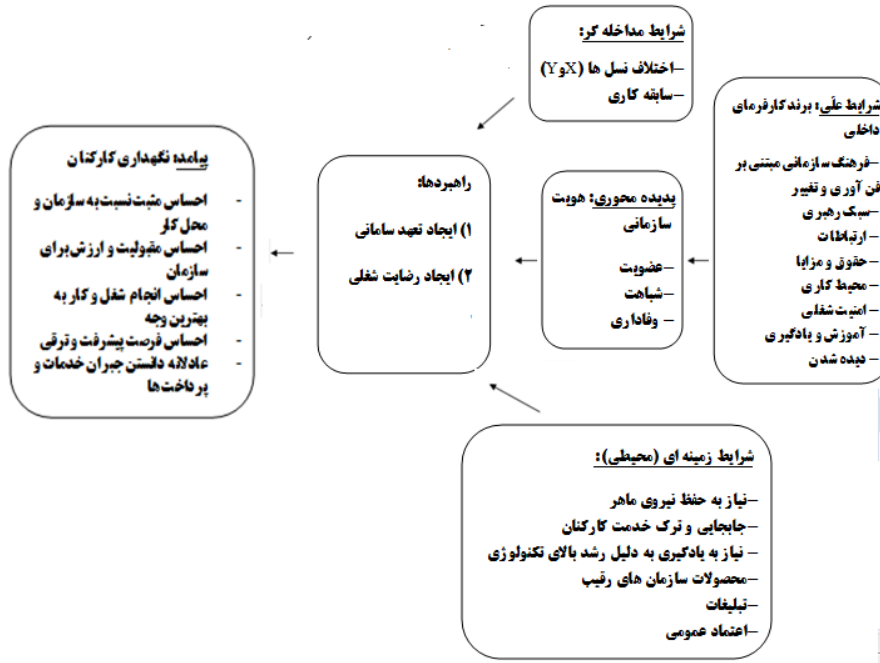 شرایط مداخله گر:
–اختلاف نسل ها (XوY)
–سابقه کاری
شرایط علّی: برند کارفرمای
داخلی
–فرهنگ سازمانی مبتنی بر
فن آوری و تغییر
–سبک رهبری
–ارتباطات
–حقوق و مزایا
–محیط کاری
–امنیت شغلی
–آموزش و یادگیری
–دیده شدن
پدیده محوری: هویت
سازمانی
–عضویت
–شباهت
–وفاداری
راهبردها:
۱) ایجاد تعهد سامانی
۲) ایجاد رضایت شغلی
پیامد: نگهداری کارکنان
- احساس مثبت نسبت به سازمان و
محل کار
- احساس مقبولیت و ارزش برای
سازمان
- احساس انجام شغل و کار به
بهترین وجه
- احساس فرصت پیشرفت و ترقی
- عادلانه دانستن جبران خدمات و
پرداخت‌ها
شرایط زمینه ای (محیطی):
–نیاز به حفظ نیروی ماهر
–جابجایی و ترک خدمت کارکنان
– نیاز به یادگیری به دلیل رشد بالای تکنولوژی
–محصولات سازمان های رقیب
–تبلیغات
–اعتماد عمومی